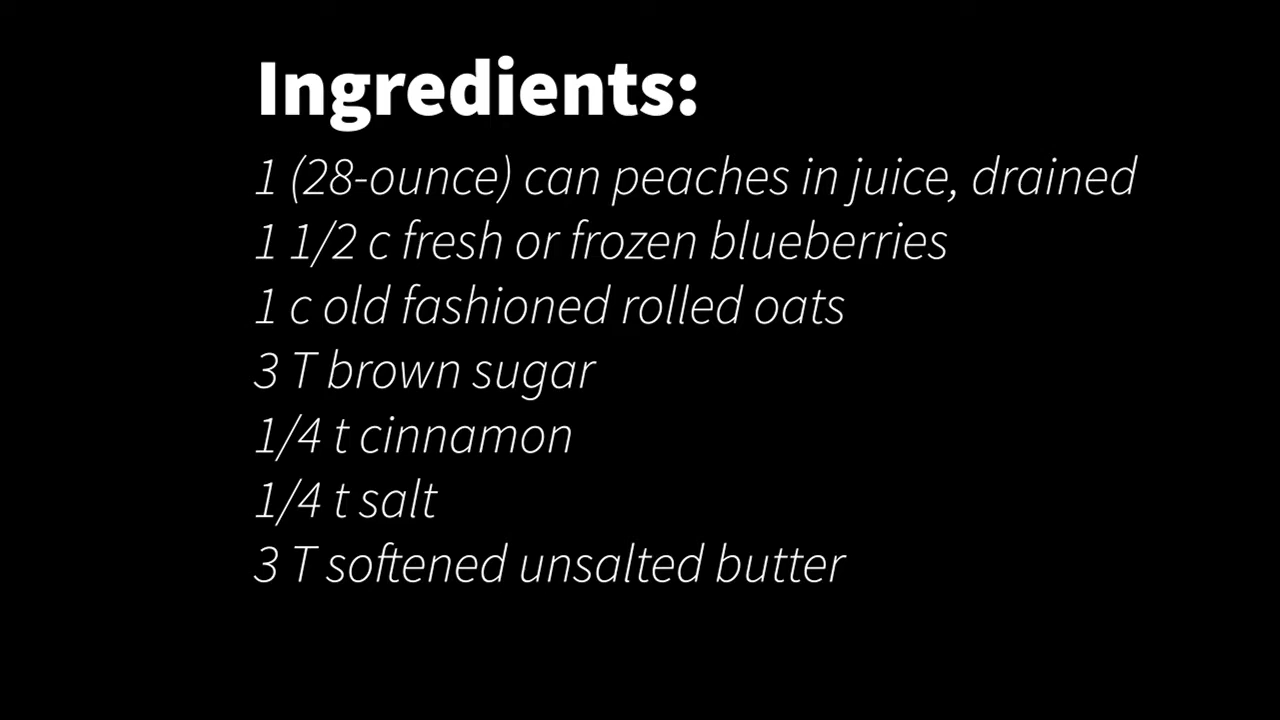 Ingredients:
1 (28-ounce) can peaches in juice, drained
1 1/2 c fresh or frozen blueberries
1 c old fashioned rolled oats
3 T brown sugar
1/4 t cinnamon
1/4 t salt
3 T softened unsalted butter